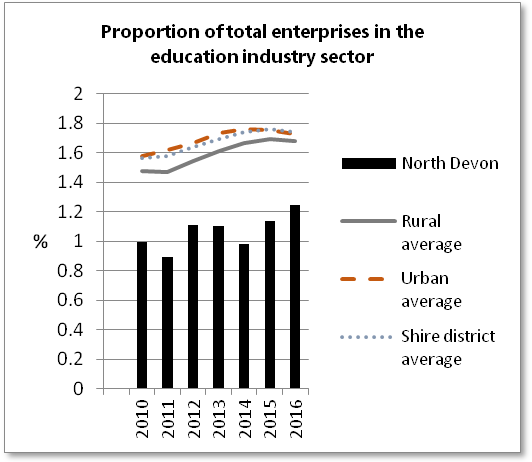 Proportion of total enterprises in the
education industry sector
2
1.8
1.6
1.4
1.2
1
0.8
0.6
0.4
0.2
0
%
2010
2011
2012
2013
2014
2015
2016
North Devon
Rural
average
Urban
average
Shire district
average